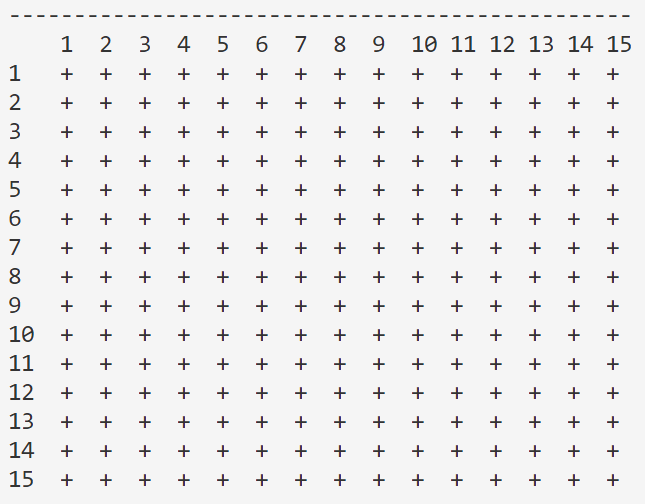 ------------------------------------------------
    1  2  3  4  5  6  7  8  9  10 11 12 13 14 15
1   +  +  +  +  +  +  +  +  +  +  +  +  +  +  +
2   +  +  +  +  +  +  +  +  +  +  +  +  +  +  +
3   +  +  +  +  +  +  +  +  +  +  +  +  +  +  +
4   +  +  +  +  +  +  +  +  +  +  +  +  +  +  +
5   +  +  +  +  +  +  +  +  +  +  +  +  +  +  +
6   +  +  +  +  +  +  +  +  +  +  +  +  +  +  +
7   +  +  +  +  +  +  +  +  +  +  +  +  +  +  +
8   +  +  +  +  +  +  +  +  +  +  +  +  +  +  +
9   +  +  +  +  +  +  +  +  +  +  +  +  +  +  +
10  +  +  +  +  +  +  +  +  +  +  +  +  +  +  +
11  +  +  +  +  +  +  +  +  +  +  +  +  +  +  +
12  +  +  +  +  +  +  +  +  +  +  +  +  +  +  +
13  +  +  +  +  +  +  +  +  +  +  +  +  +  +  +
14  +  +  +  +  +  +  +  +  +  +  +  +  +  +  +
15  +  +  +  +  +  +  +  +  +  +  +  +  +  +  +